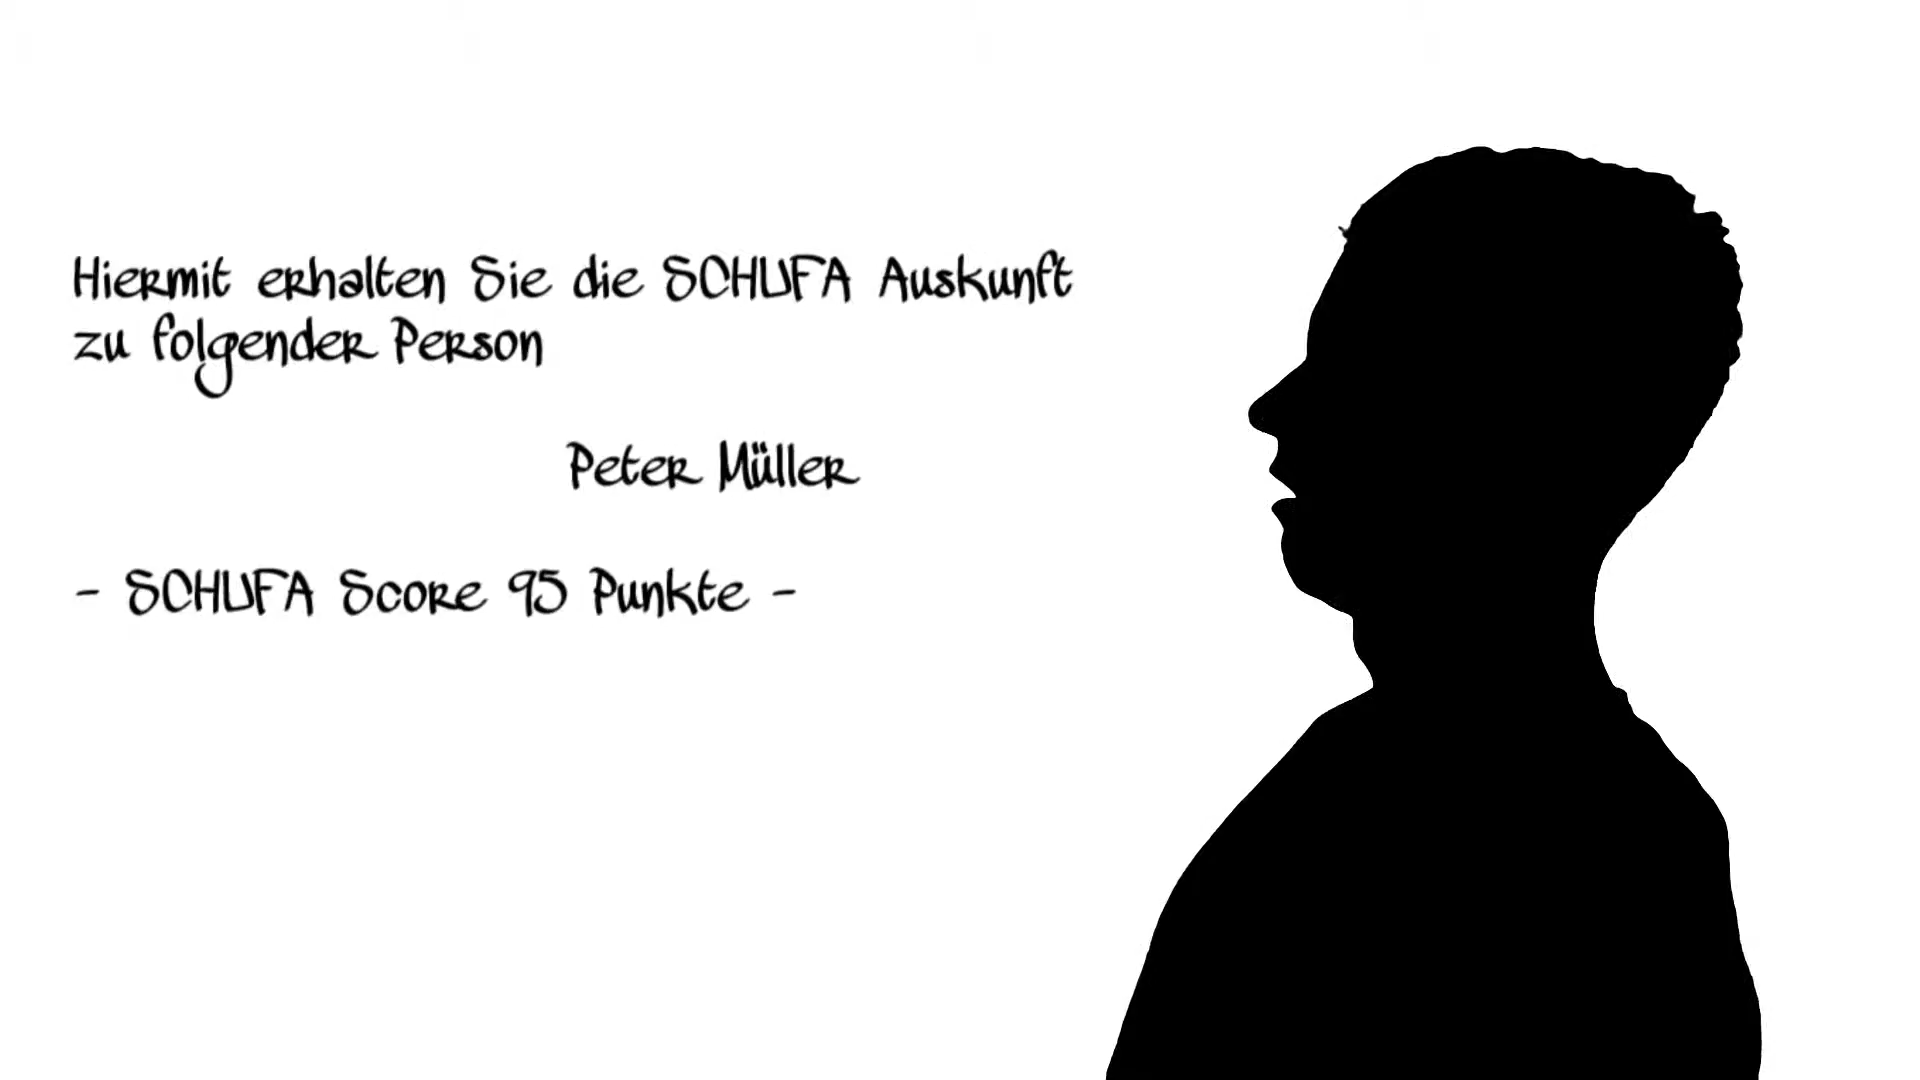 Hiermit erhalten Sie die SCHUFA Auskunft
zu folgender Person
Peter Müller
- SCHUFA Score 95 Punkte -